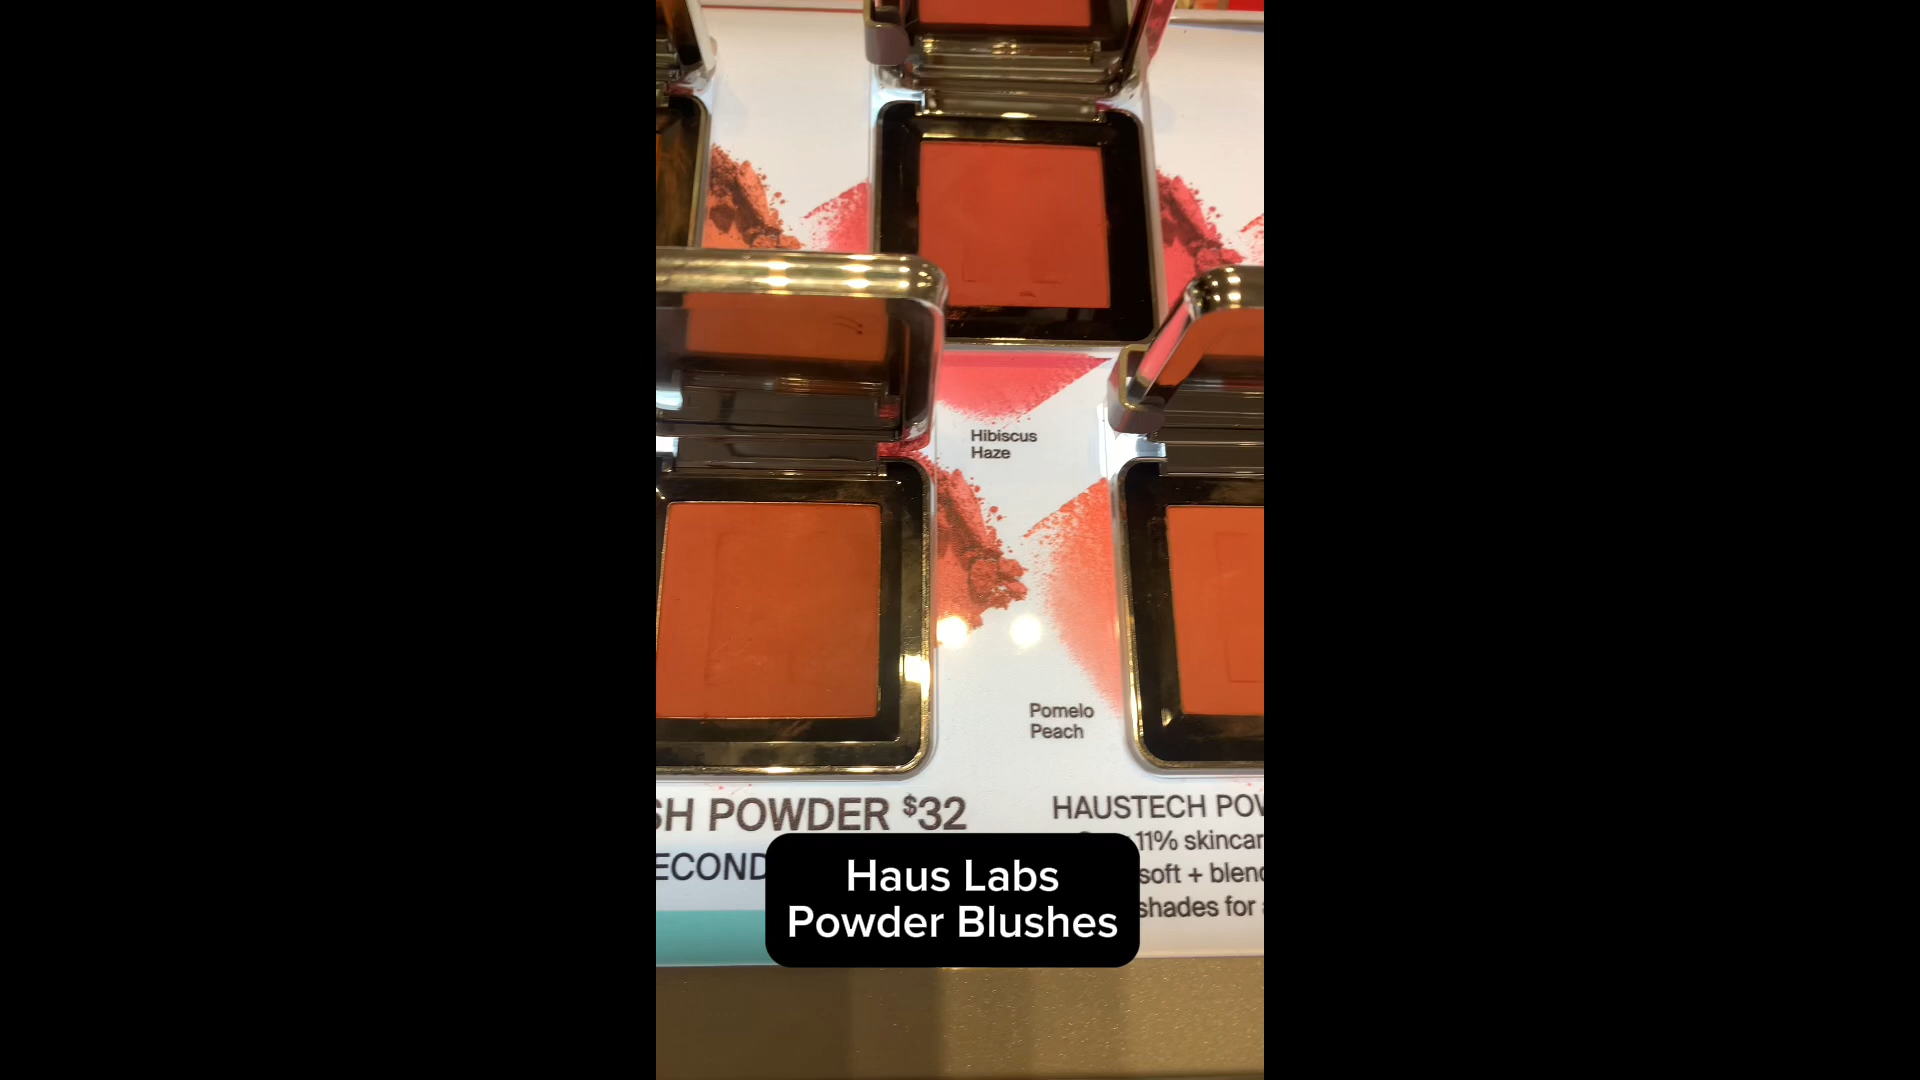 Hibiscus
Haze
Pomelo
Peach
SH POWDER $32
HAUSTECH POW
11% skincar
soft + blend
shades for
ECOND
Haus Labs
Powder Blushes